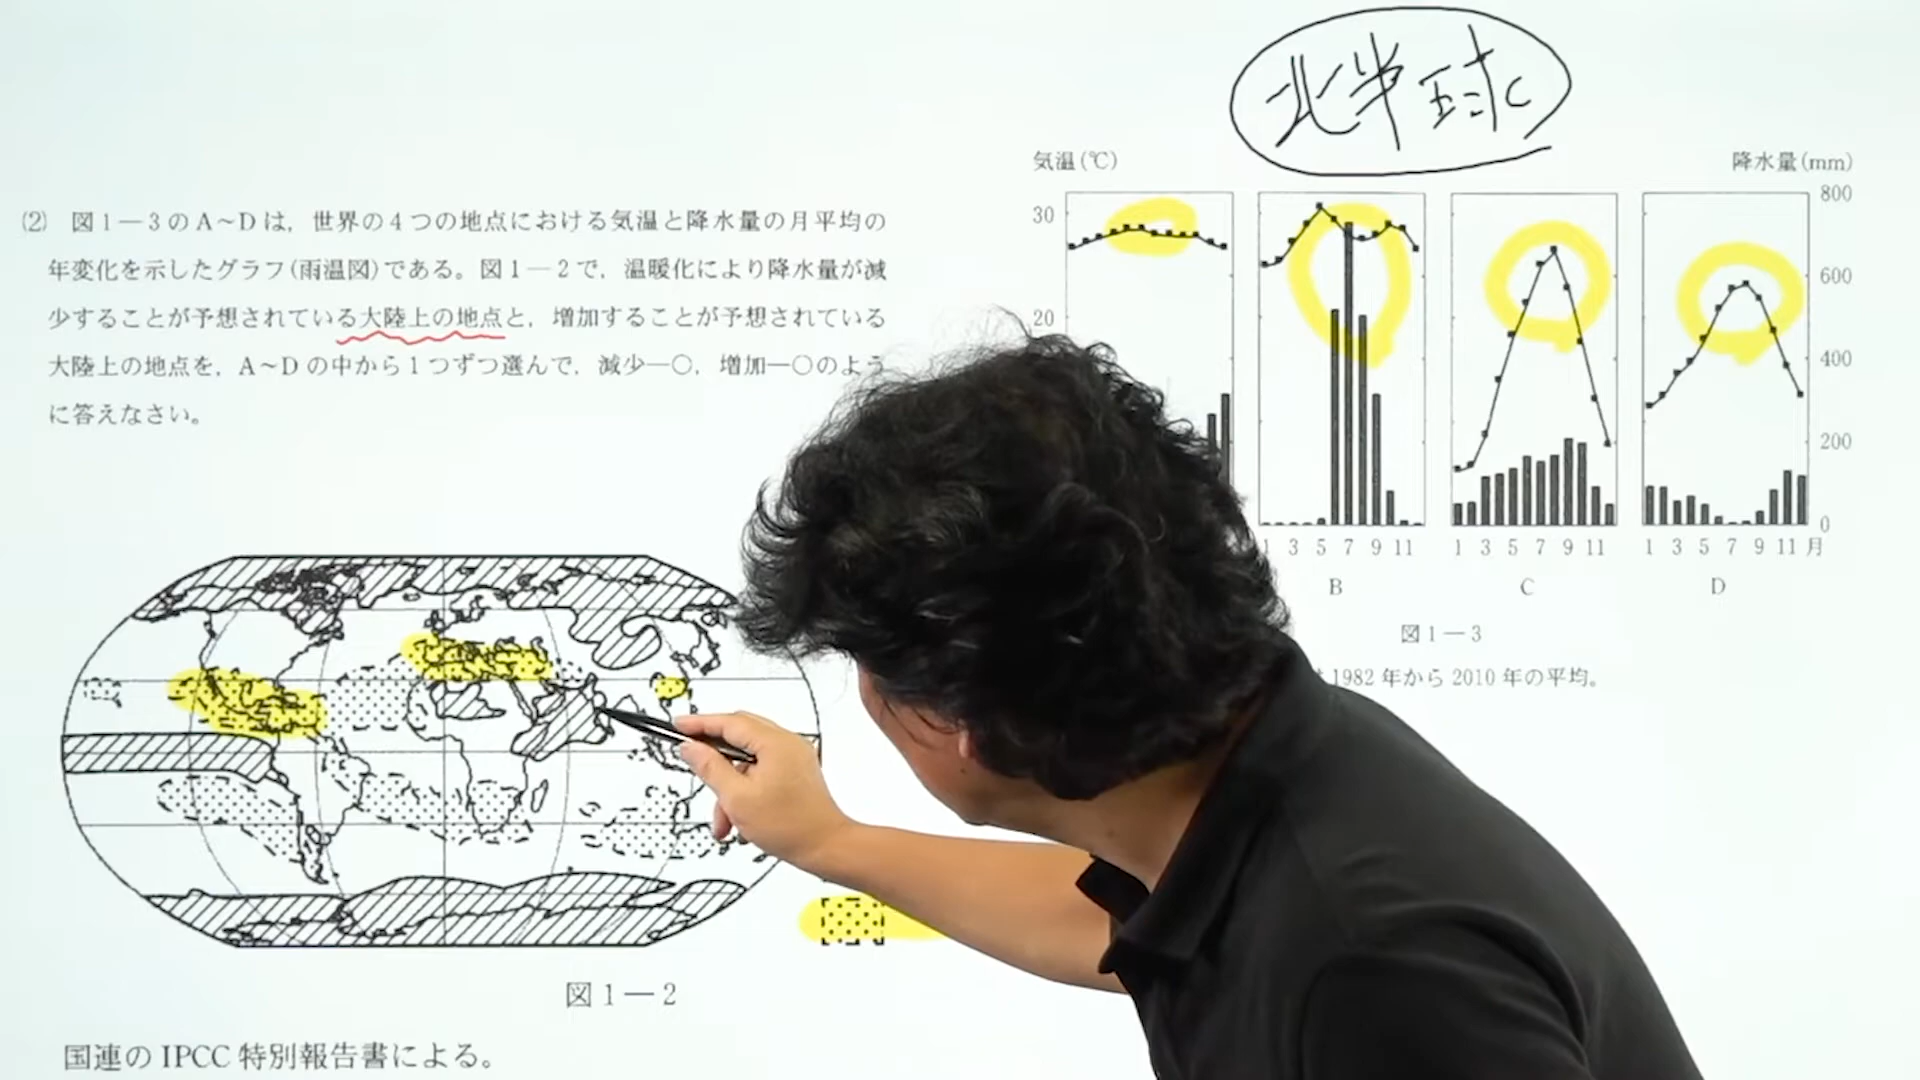 北半球
気温(℃)
降水量(mm)
30
20
800
600
400
200
0
1 3 5 7 9 11
1 3 5 7 9 11
1 3 5 7 9 11 月
B
C
D
図1―3
1982年から2010年の平均。
(2) 図1―3のA~Dは,世界の4つの地点における気温と降水量の月平均の
年変化を示したグラフ(雨温図)である。図1―2で,温暖化により降水量が減
少することが予想されている大陸上の地点と,増加することが予想されている
大陸上の地点を,A~Dの中から1つずつ選んで,減少―○,増加―○のよう
に答えなさい。
図1―2
国連のIPCC特別報告書による。